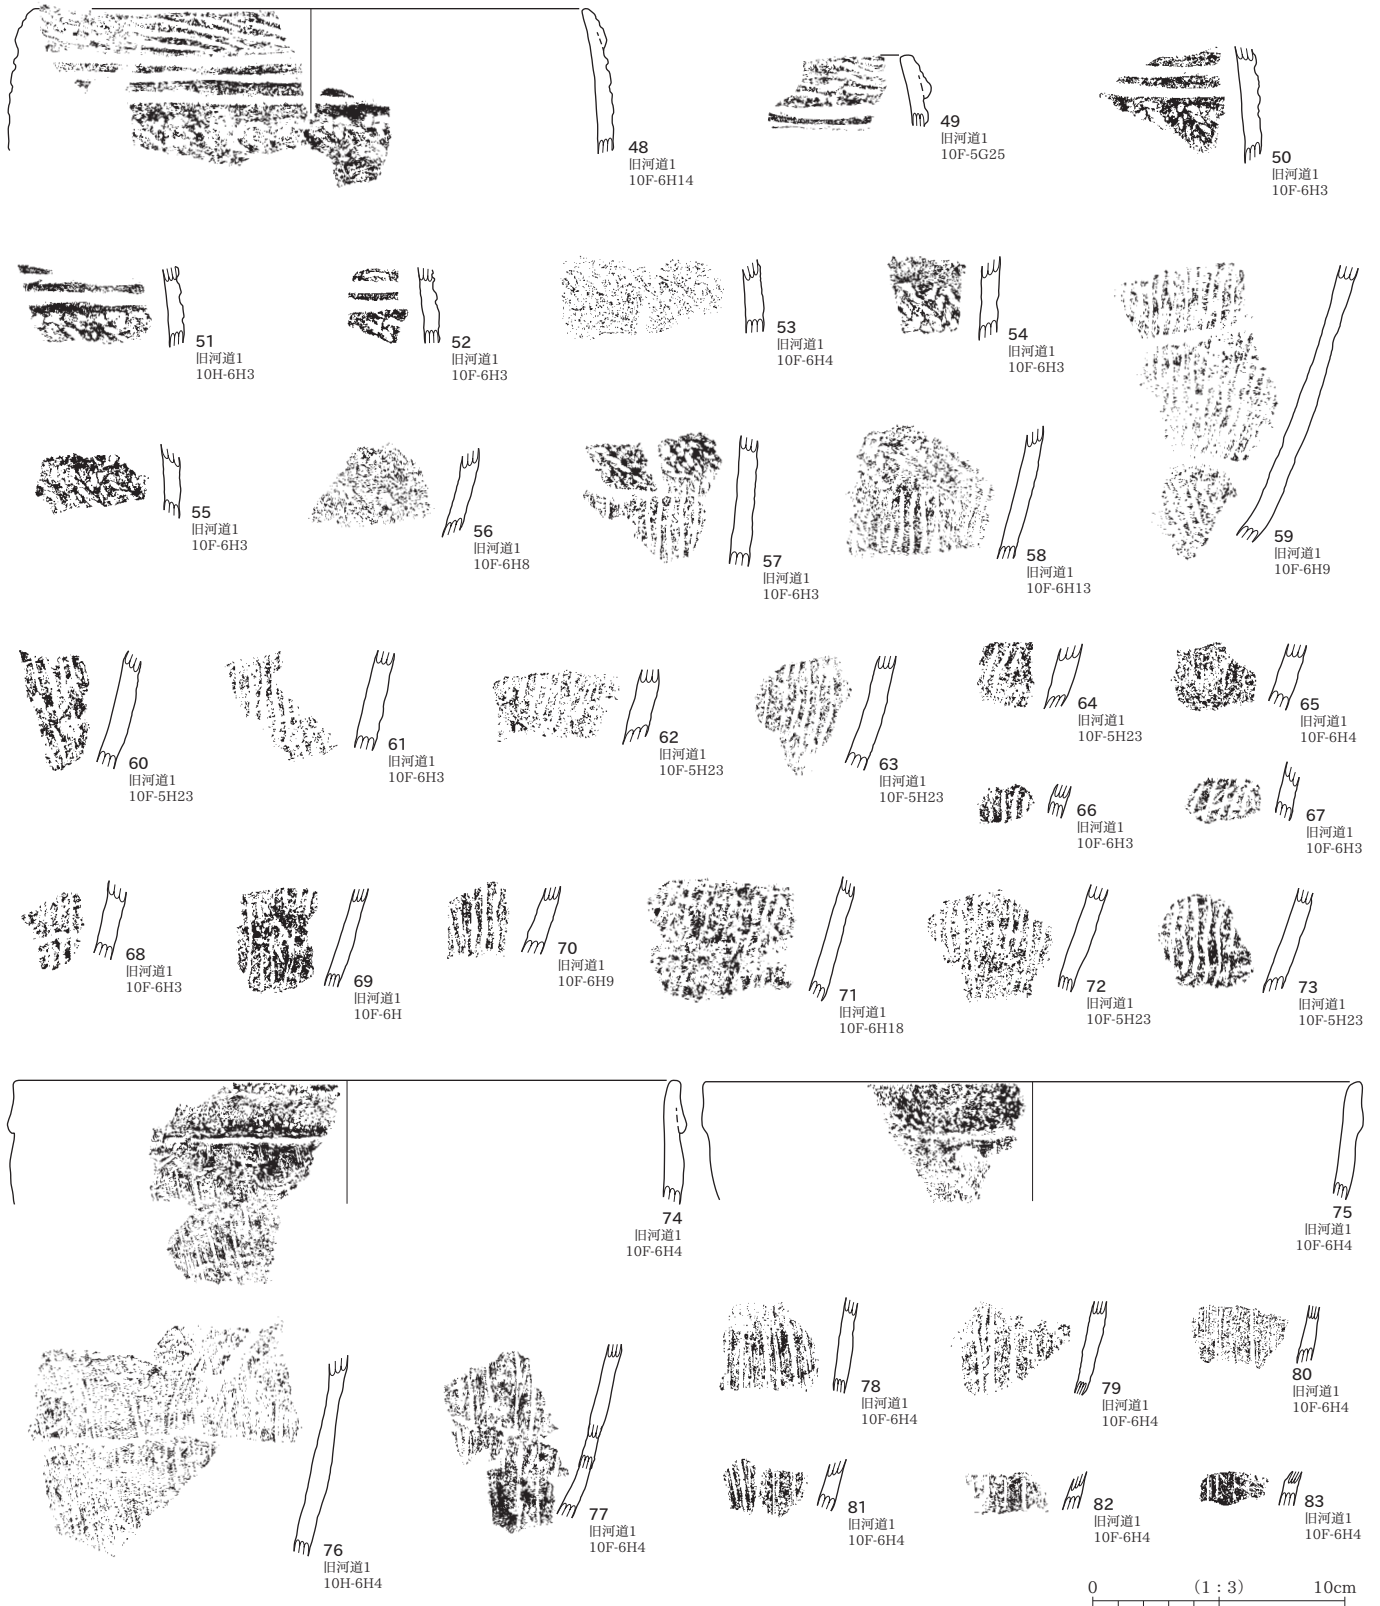 48
旧河道1
10F-6H14
49
旧河道1
10F-5G25
50
旧河道1
10F-6H3
51
旧河道1
10H-6H3
52
旧河道1
10F-6H3
53
旧河道1
10F-6H4
54
旧河道1
10F-6H3
55
旧河道1
10F-6H3
56
旧河道1
10F-6H8
57
旧河道1
10F-6H3
58
旧河道1
10F-6H13
59
旧河道1
10F-6H9
60
旧河道1
10F-5H23
61
旧河道1
10F-6H3
62
旧河道1
10F-5H23
63
旧河道1
10F-5H23
64
旧河道1
10F-5H23
65
旧河道1
10F-6H4
66
旧河道1
10F-6H3
67
旧河道1
10F-6H3
68
旧河道1
10F-6H3
69
旧河道1
10F-6H
70
旧河道1
10F-6H9
71
旧河道1
10F-6H18
72
旧河道1
10F-5H23
73
旧河道1
10F-5H23
74
旧河道1
10F-6H4
75
旧河道1
10F-6H4
76
旧河道1
10H-6H4
77
旧河道1
10F-6H4
78
旧河道1
10F-6H4
79
旧河道1
10F-6H4
80
旧河道1
10F-6H4
81
旧河道1
10F-6H4
82
旧河道1
10F-6H4
83
旧河道1
10F-6H4
0 (1：3) 10cm